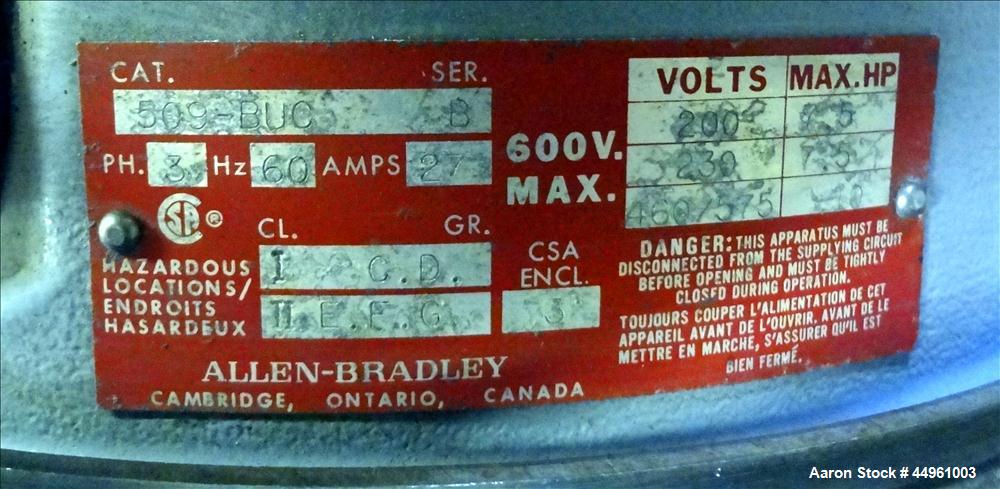 CAT. SER.
509-BUC B
PH. 3 Hz 60 AMPS 27
SA ®
CL. GR.
HAZARDOUS
LOCATIONS/
ENDROITS
HASARDEUX
I C.D.
II E.F.G.
CSA
ENCL.
3
600V.
MAX.
VOLTS MAX.HP
200
230
460/575
DANGER: THIS APPARATUS MUST BE
DISCONNECTED FROM THE SUPPLYING CIRCUIT
BEFORE OPENING AND MUST BE TIGHTLY
CLOSED DURING OPERATION.
TOUJOURS COUPER L'ALIMENTATION DE CET
APPAREIL AVANT DE L'OUVRIR. AVANT DE LE
METTRE EN MARCHE, S'ASSURER QU'IL EST
BIEN FERMÉ.
ALLEN-BRADLEY
CAMBRIDGE, ONTARIO, CANADA
Aaron Stock # 44961003